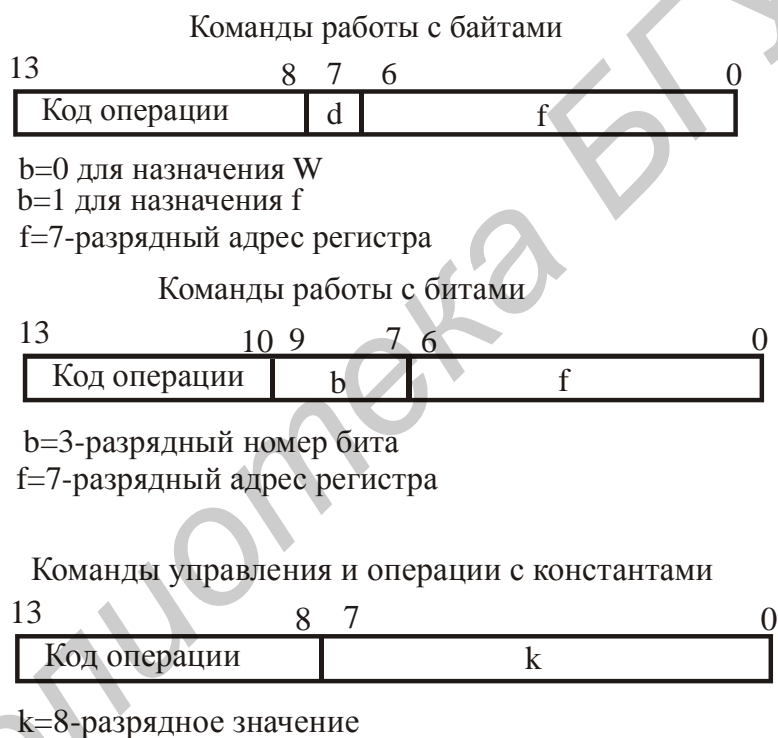 Команды работы с байтами
13 8 7 6 0
Код операции d f
b=0 для назначения W
b=1 для назначения f
f=7-разрядный адрес регистра
Команды работы с битами
13 10 9 7 6 0
Код операции b f
b=3-разрядный номер бита
f=7-разрядный адрес регистра
Команды управления и операции с константами
13 8 7 0
Код операции k
k=8-разрядное значение